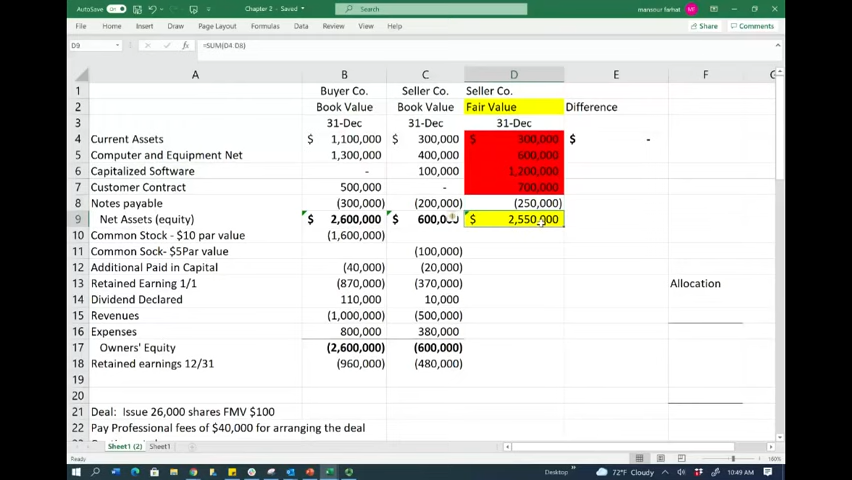 AutoSave On Chapter 2 - Saved Search mansour farhat MF
File Home Insert Draw Page Layout Formulas Data Review View Help Share Comments
D9 fx =SUM(D4:D8)
A B C D E F
1 Buyer Co. Seller Co. Seller Co.
2 Book Value Book Value Fair Value Difference
3 31-Dec 31-Dec 31-Dec
4 Current Assets $ 1,100,000 $ 300,000 $ 300,000 $ -
5 Computer and Equipment Net 1,300,000 400,000 600,000
6 Capitalized Software - 100,000 1,200,000
7 Customer Contract 500,000 - 700,000
8 Notes payable (300,000) (200,000) (250,000)
9 Net Assets (equity) $ 2,600,000 $ 600,000 $ 2,550,000
10 Common Stock - $10 par value (1,600,000)
11 Common Sock- $5Par value (100,000)
12 Additional Paid in Capital (40,000) (20,000)
13 Retained Earning 1/1 (870,000) (370,000) Allocation
14 Dividend Declared 110,000 10,000
15 Revenues (1,000,000) (500,000)
16 Expenses 800,000 380,000
17 Owners' Equity (2,600,000) (600,000)
18 Retained earnings 12/31 (960,000) (480,000)
19
20
21 Deal: Issue 26,000 shares FMV $100
22 Pay Professional fees of $40,000 for arranging the deal
Sheet1 (2) Sheet1
Ready 160%
Desktop 72°F Cloudy 10:49 AM